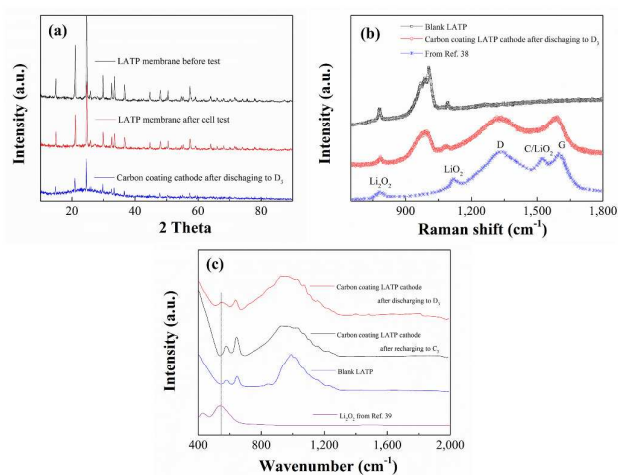 (a)
LATP membrane before test
LATP membrane after cell test
Carbon coating cathode after dischaging to D3
Intensity (a.u.)
20 40 60 80
2 Theta
(b)
Blank LATP
Carbon coating LATP cathode after dischaging to D3
From Ref. 38
Li2O2
LiO2
D
C/LiO2
G
Intensity (a.u.)
900 1,200 1,500 1,800
Raman shift (cm-1)
(c)
Carbon coating LATP cathode
after discharging to D3
Carbon coating LATP cathode
after recharging to C3
Blank LATP
Li2O2 from Ref. 39
Intensity (a.u.)
400 800 1,200 1,600 2,000
Wavenumber (cm-1)